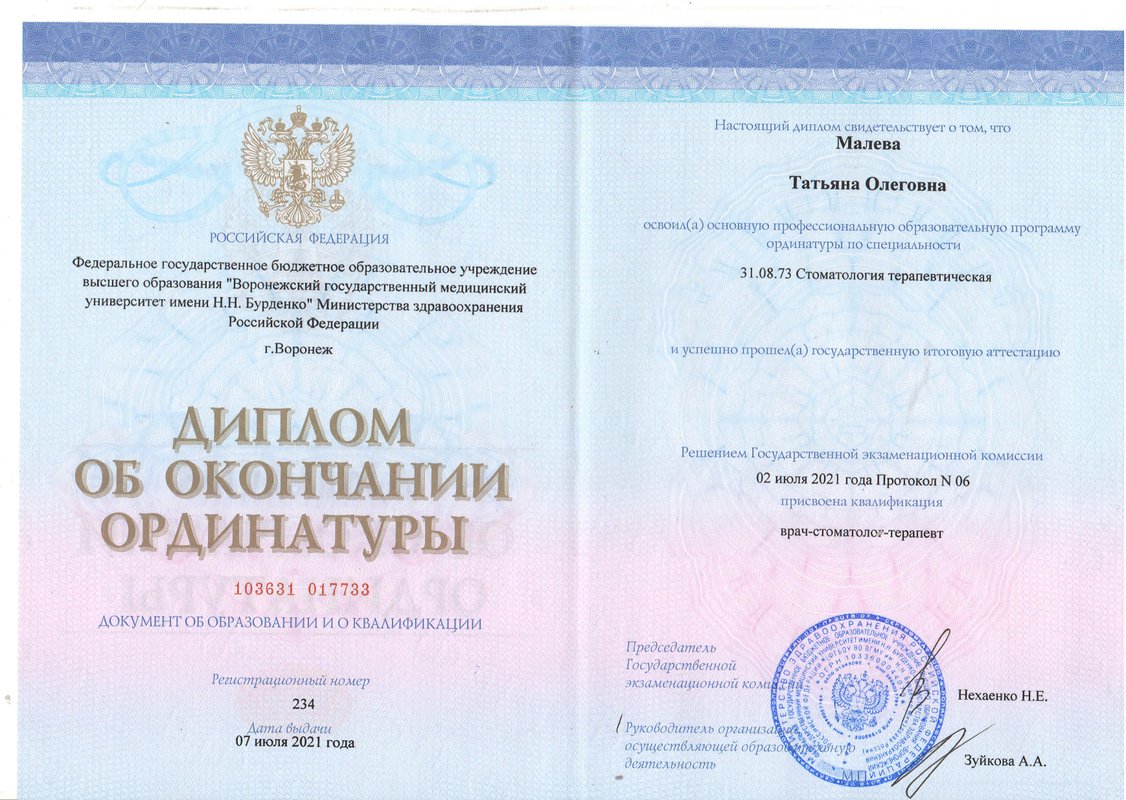 РОССИЙСКАЯ ФЕДЕРАЦИЯ
Федеральное государственное бюджетное образовательное учреждение
высшего образования "Воронежский государственный медицинский
университет имени Н.Н. Бурденко" Министерства здравоохранения
Российской Федерации
г.Воронеж
ДИПЛОМ
ОБ ОКОНЧАНИИ
ОРДИНАТУРЫ
103631 017733
ДОКУМЕНТ ОБ ОБРАЗОВАНИИ И О КВАЛИФИКАЦИИ
Регистрационный номер
234
Дата выдачи
07 июля 2021 года
Настоящий диплом свидетельствует о том, что
Малева
Татьяна Олеговна
освоил(а) основную профессиональную образовательную программу
ординатуры по специальности
31.08.73 Стоматология терапевтическая
и успешно прошел(а) государственную итоговую аттестацию
Решением Государственной экзаменационной комиссии
02 июля 2021 года Протокол N 06
присвоена квалификация
врач-стоматолог-терапевт
Председатель
Государственной
экзаменационной
Нехаенко Н.Е.
Руководитель
осуществляющей
деятельность
Зуйкова А.А.
М.П.